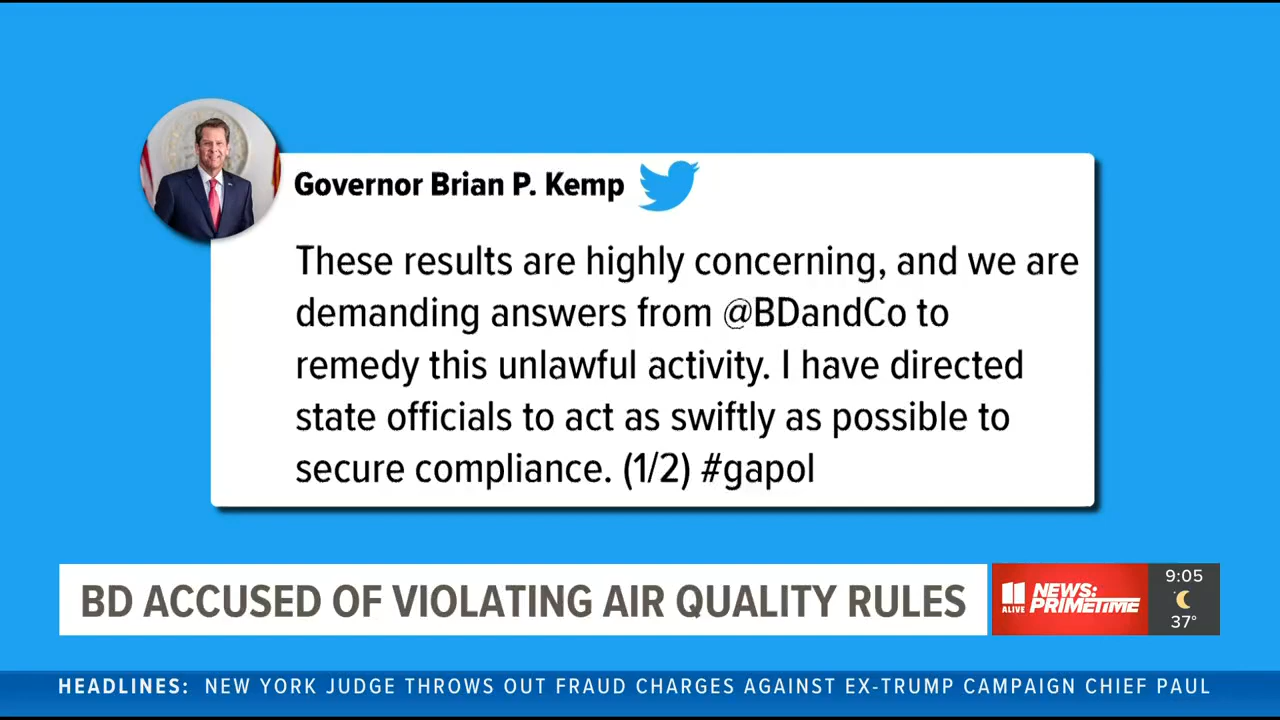 Governor Brian P. Kemp
These results are highly concerning, and we are
demanding answers from @BDandCo to
remedy this unlawful activity. I have directed
state officials to act as swiftly as possible to
secure compliance. (1/2) #gapol
BD ACCUSED OF VIOLATING AIR QUALITY RULES
11 ALIVE NEWS: PRIMETIME
9:05
37°
HEADLINES: NEW YORK JUDGE THROWS OUT FRAUD CHARGES AGAINST EX-TRUMP CAMPAIGN CHIEF PAUL